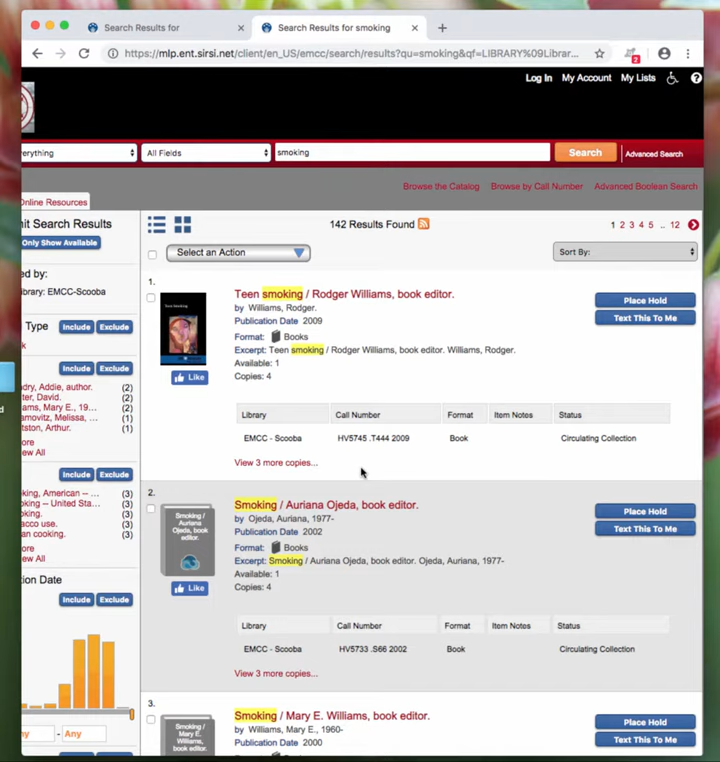 Search Results for
Search Results for smoking
https://mlp.ent.sirsi.net/client/en_US/emcc/search/results?qu=smoking&qf=LIBRARY%09Librar...
2
Log In My Account My Lists
erything All Fields smoking Search Advanced Search
Browse the Catalog Browse by Call Number Advanced Boolean Search
Online Resources
nit Search Results
Only Show Available
ed by:
ibrary: EMCC-Scooba
Type Include Exclude
k
Include Exclude
dry, Addie, author. (2)
ter, David. (2)
ams, Mary E., 19... (2)
amovitz, Melissa, ... (1)
tston, Arthur. (1)
ore
ew All
Include Exclude
king, American -- ... (3)
oking -- United Sta... (3)
oking. (3)
acco use. (3)
an cooking. (3)
ore
ew All
ion Date
Include Exclude
ny - Any
142 Results Found
1 2 3 4 5 .. 12
Select an Action
Sort By:
1.
Teen smoking / Rodger Williams, book editor.
by Williams, Rodger.
Publication Date 2009
Format: Books
Excerpt: Teen smoking / Rodger Williams, book editor. Williams, Rodger.
Available: 1
Copies: 4
Like
Place Hold
Text This To Me
Library Call Number Format Item Notes Status
EMCC - Scooba HV5745 .T444 2009 Book Circulating Collection
View 3 more copies...
2.
Smoking / Auriana Ojeda, book editor.
Smoking / Auriana Ojeda, book editor.
by Ojeda, Auriana, 1977-
Publication Date 2002
Format: Books
Excerpt: Smoking / Auriana Ojeda, book editor. Ojeda, Auriana, 1977-
Available: 1
Copies: 4
Like
Place Hold
Text This To Me
Library Call Number Format Item Notes Status
EMCC - Scooba HV5733 .S66 2002 Book Circulating Collection
View 3 more copies...
3.
Smoking / Mary E. Williams,
Smoking / Mary E. Williams, book editor.
by Williams, Mary E., 1960-
Publication Date 2000
Place Hold
Text This To Me